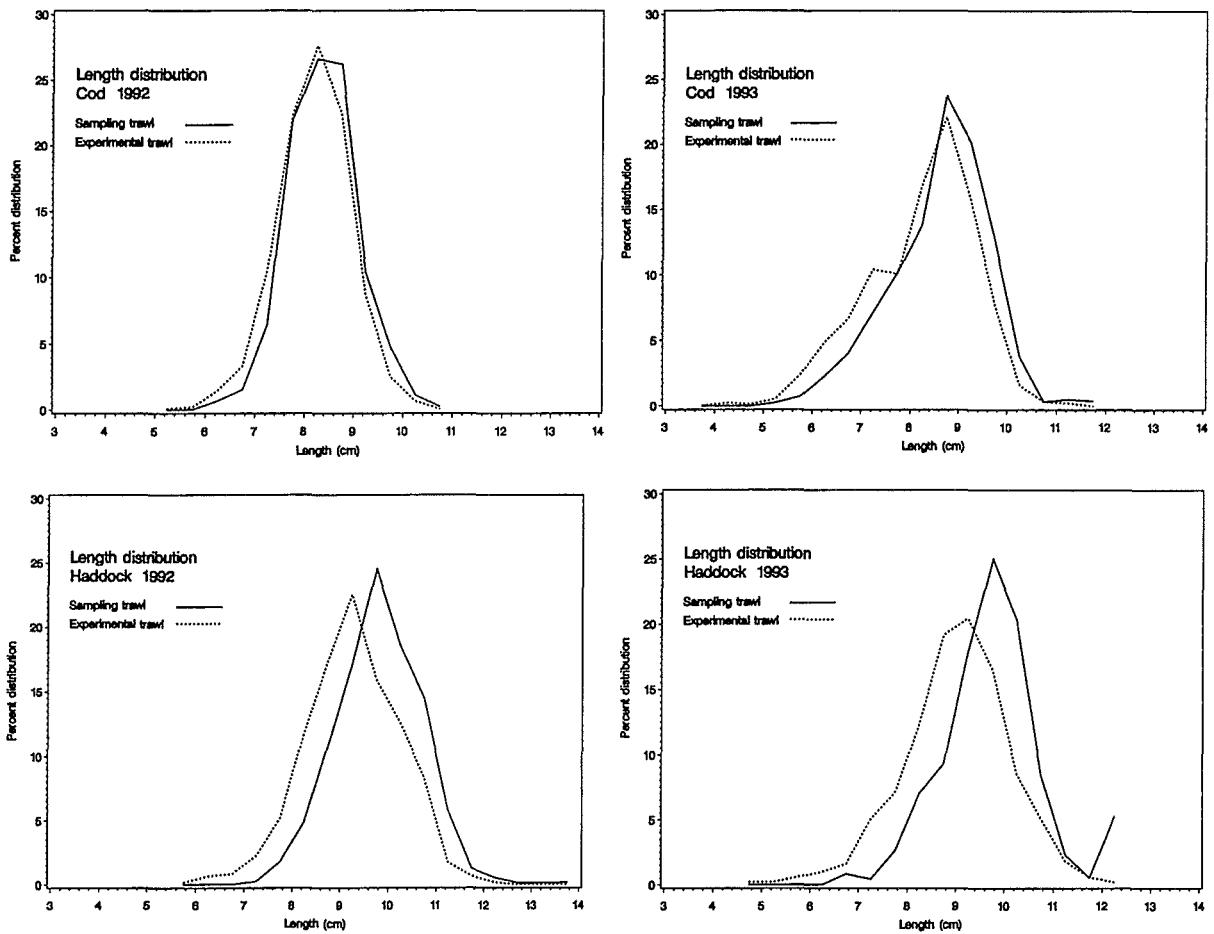 30
25
20
15
10
5
0
Percent distribution
Length distribution
Cod 1992
Sampling trawl
Experimental trawl
3 4 5 6 7 8 9 10 11 12 13 14
Length (cm)
30
25
20
15
10
5
0
Percent distribution
Length distribution
Cod 1993
Sampling trawl
Experimental trawl
3 4 5 6 7 8 9 10 11 12 13 14
Length (cm)
30
25
20
15
10
5
0
Percent distribution
Length distribution
Haddock 1992
Sampling trawl
Experimental trawl
3 4 5 6 7 8 9 10 11 12 13 14
Length (cm)
30
25
20
15
10
5
0
Percent distribution
Length distribution
Haddock 1993
Sampling trawl
Experimental trawl
3 4 5 6 7 8 9 10 11 12 13 14
Length (cm)